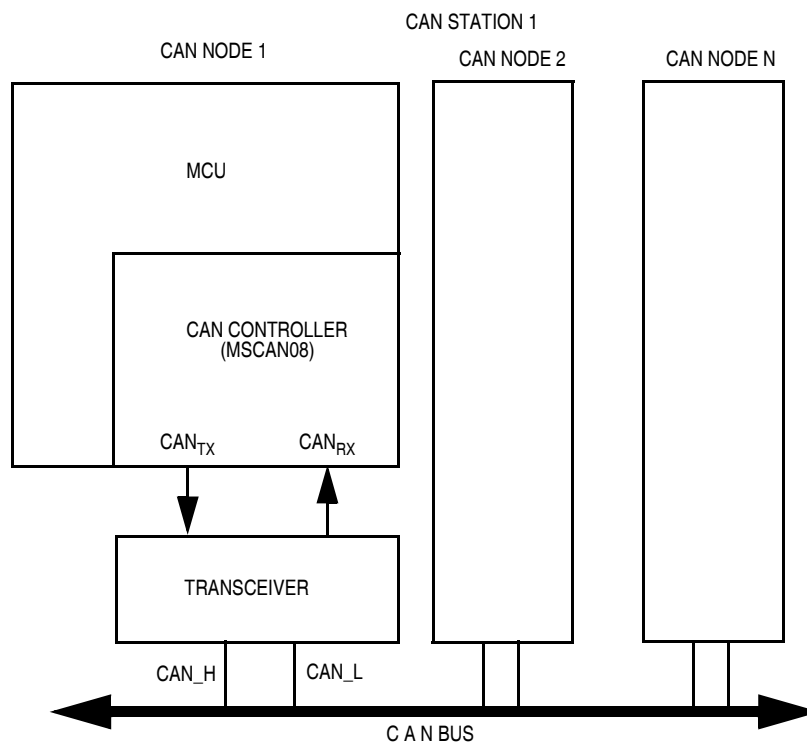 CAN STATION 1
CAN NODE 1
CAN NODE 2
CAN NODE N
MCU
CAN CONTROLLER
(MSCAN08)
CANTX
CANRX
TRANSCEIVER
CAN_H
CAN_L
C A N BUS